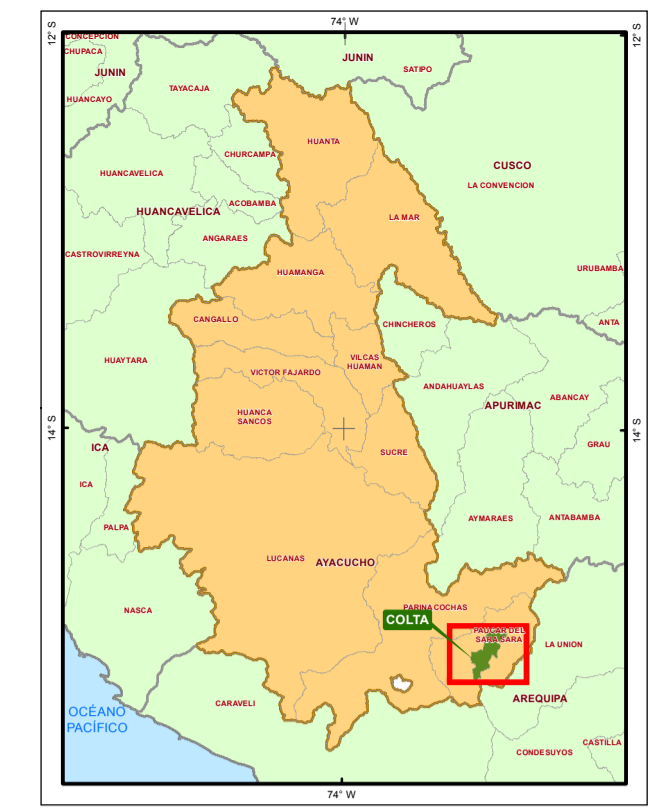 74° W
12° S
12° S
CONCEPCION
CHUPACA
JUNIN
JUNIN
SATIPO
TAYACAJA
HUANCAYO
HUANTA
CHURCAMPA
CUSCO
HUANCAVELICA
LA CONVENCION
ACOBAMBA
HUANCAVELICA
LA MAR
ANGARAES
CASTROVIRREYNA
URUBAMBA
HUAMANGA
CANGALLO
CHINCHEROS
ANTA
HUAYTARA
VILCAS
HUAMAN
VICTOR FAJARDO
ANDAHUAYLAS
ABANCAY
APURIMAC
HUANCA
SANCOS
14° S
14° S
GRAU
ICA
SUCRE
ICA
AYMARAES
ANTABAMBA
PALPA
LUCANAS
AYACUCHO
NASCA
PARINACOCHAS
COLTA
PAUCAR DEL
SARA SARA
LA UNION
AREQUIPA
CARAVELI
OCÉANO
PACÍFICO
CASTILLA
CONDESUYOS
74° W